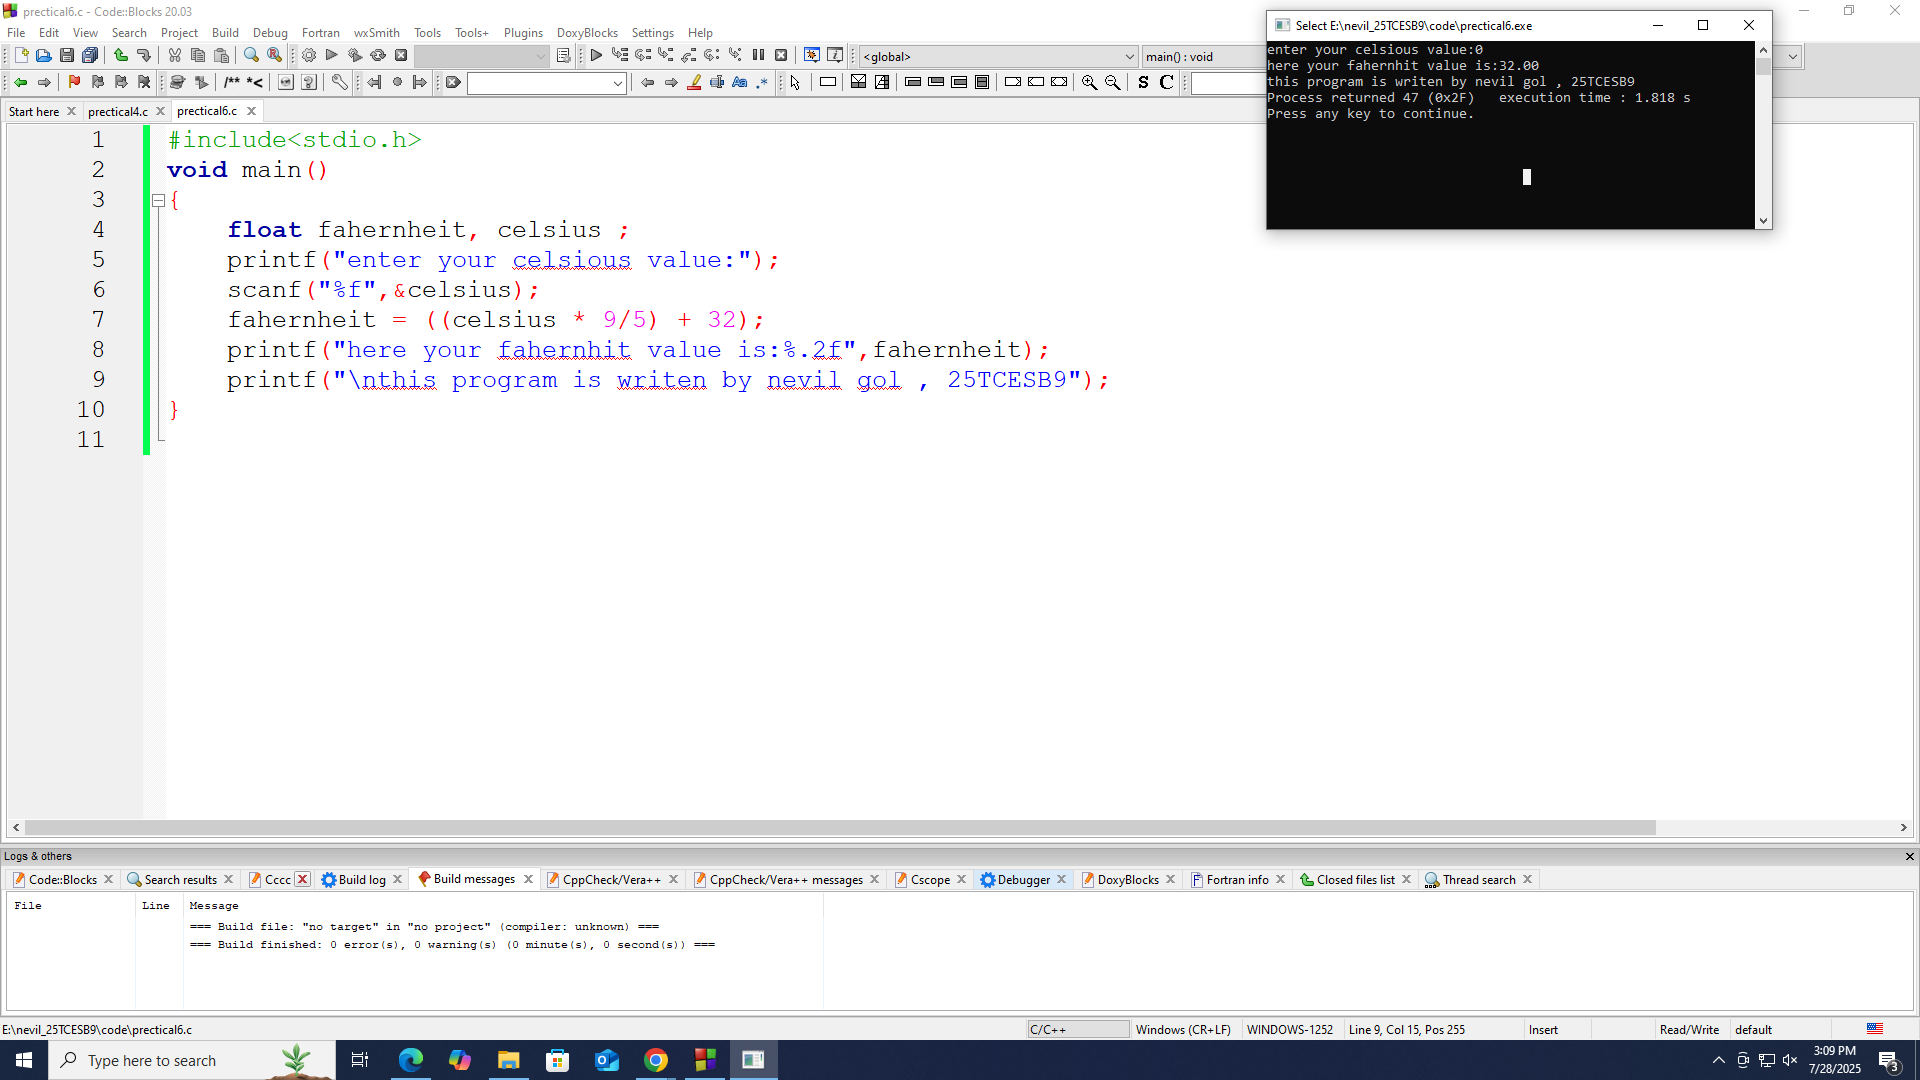 prectical6.c - Code::Blocks 20.03
File Edit View Search Project Build Debug Fortran wxSmith Tools Tools+ Plugins DoxyBlocks Settings Help
<global>
main() : void
/** *<
Aa .*
S C
Start here
prectical4.c
prectical6.c
1 #include<stdio.h>
2 void main()
3 {
4 float fahernheit, celsius ;
5 printf("enter your celsious value:");
6 scanf("%f",&celsius);
7 fahernheit = ((celsius * 9/5) + 32);
8 printf("here your fahernhit value is:%.2f",fahernheit);
9 printf("\nthis program is writen by nevil gol , 25TCESB9");
10 }
11
Select E:\nevil_25TCESB9\code\prectical6.exe
enter your celsious value:0
here your fahernhit value is:32.00
this program is writen by nevil gol , 25TCESB9
Process returned 47 (0x2F)   execution time : 1.818 s
Press any key to continue.
Logs & others
Code::Blocks Search results Cccc Build log Build messages CppCheck/Vera++ CppCheck/Vera++ messages Cscope Debugger DoxyBlocks Fortran info Closed files list Thread search
File Line Message
=== Build file: "no target" in "no project" (compiler: unknown) ===
=== Build finished: 0 error(s), 0 warning(s) (0 minute(s), 0 second(s)) ===
E:\nevil_25TCESB9\code\prectical6.c C/C++ Windows (CR+LF) WINDOWS-1252 Line 9, Col 15, Pos 255 Insert Read/Write default
Type here to search
3:09 PM
7/28/2025
3